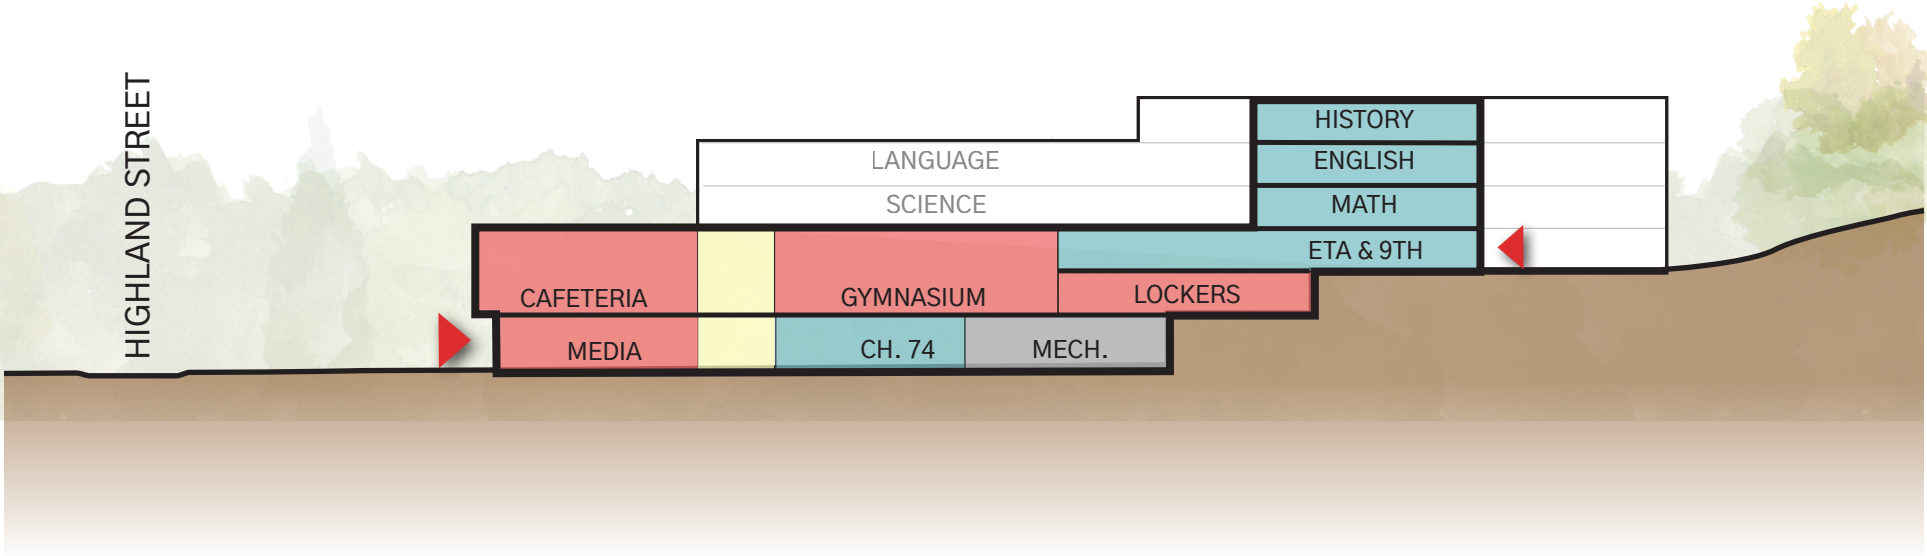 HIGHLAND STREET
HISTORY
LANGUAGE
ENGLISH
SCIENCE
MATH
ETA & 9TH
CAFETERIA
GYMNASIUM
LOCKERS
MEDIA
CH. 74
MECH.